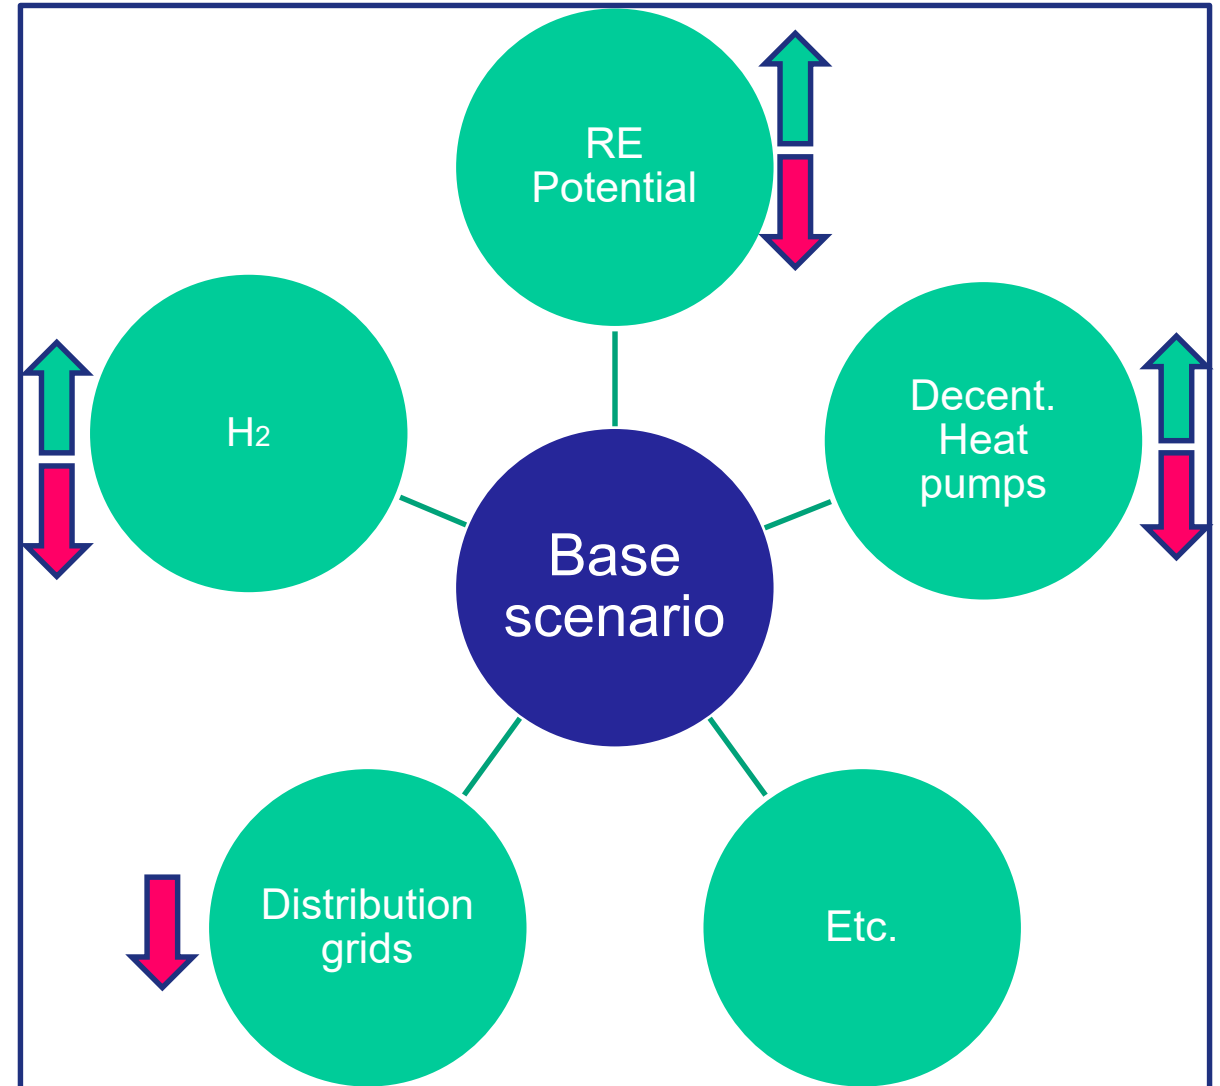 RE
Potential
H2
Decent.
Heat
pumps
Base
scenario
Distribution
grids
Etc.